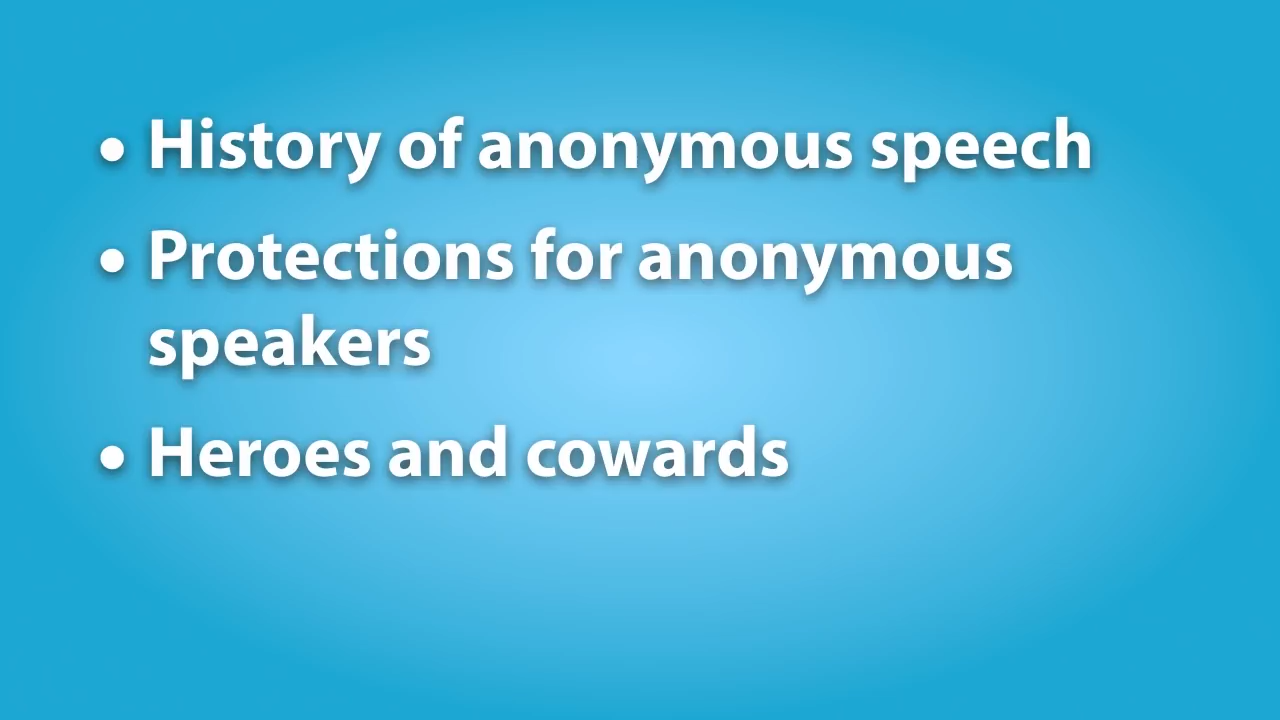 • History of anonymous speech
• Protections for anonymous
speakers
• Heroes and cowards